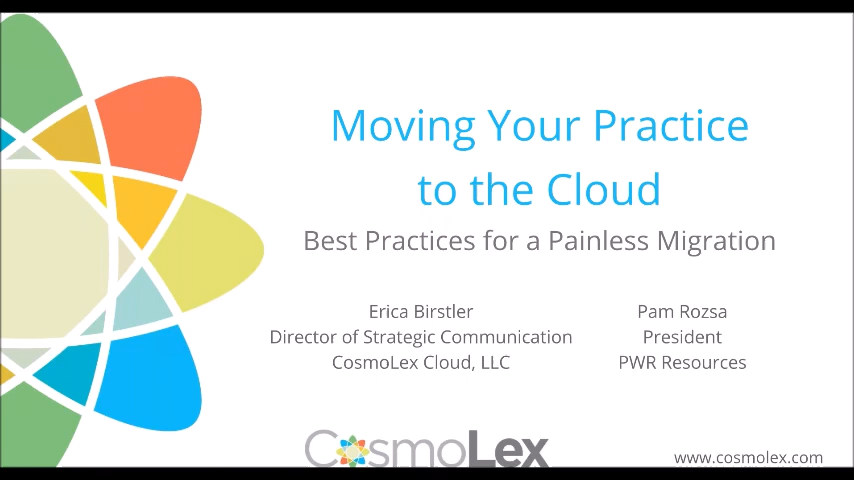 Moving Your Practice
to the Cloud
Best Practices for a Painless Migration
Erica Birstler
Director of Strategic Communication
CosmoLex Cloud, LLC
Pam Rozsa
President
PWR Resources
CosmoLex
www.cosmolex.com